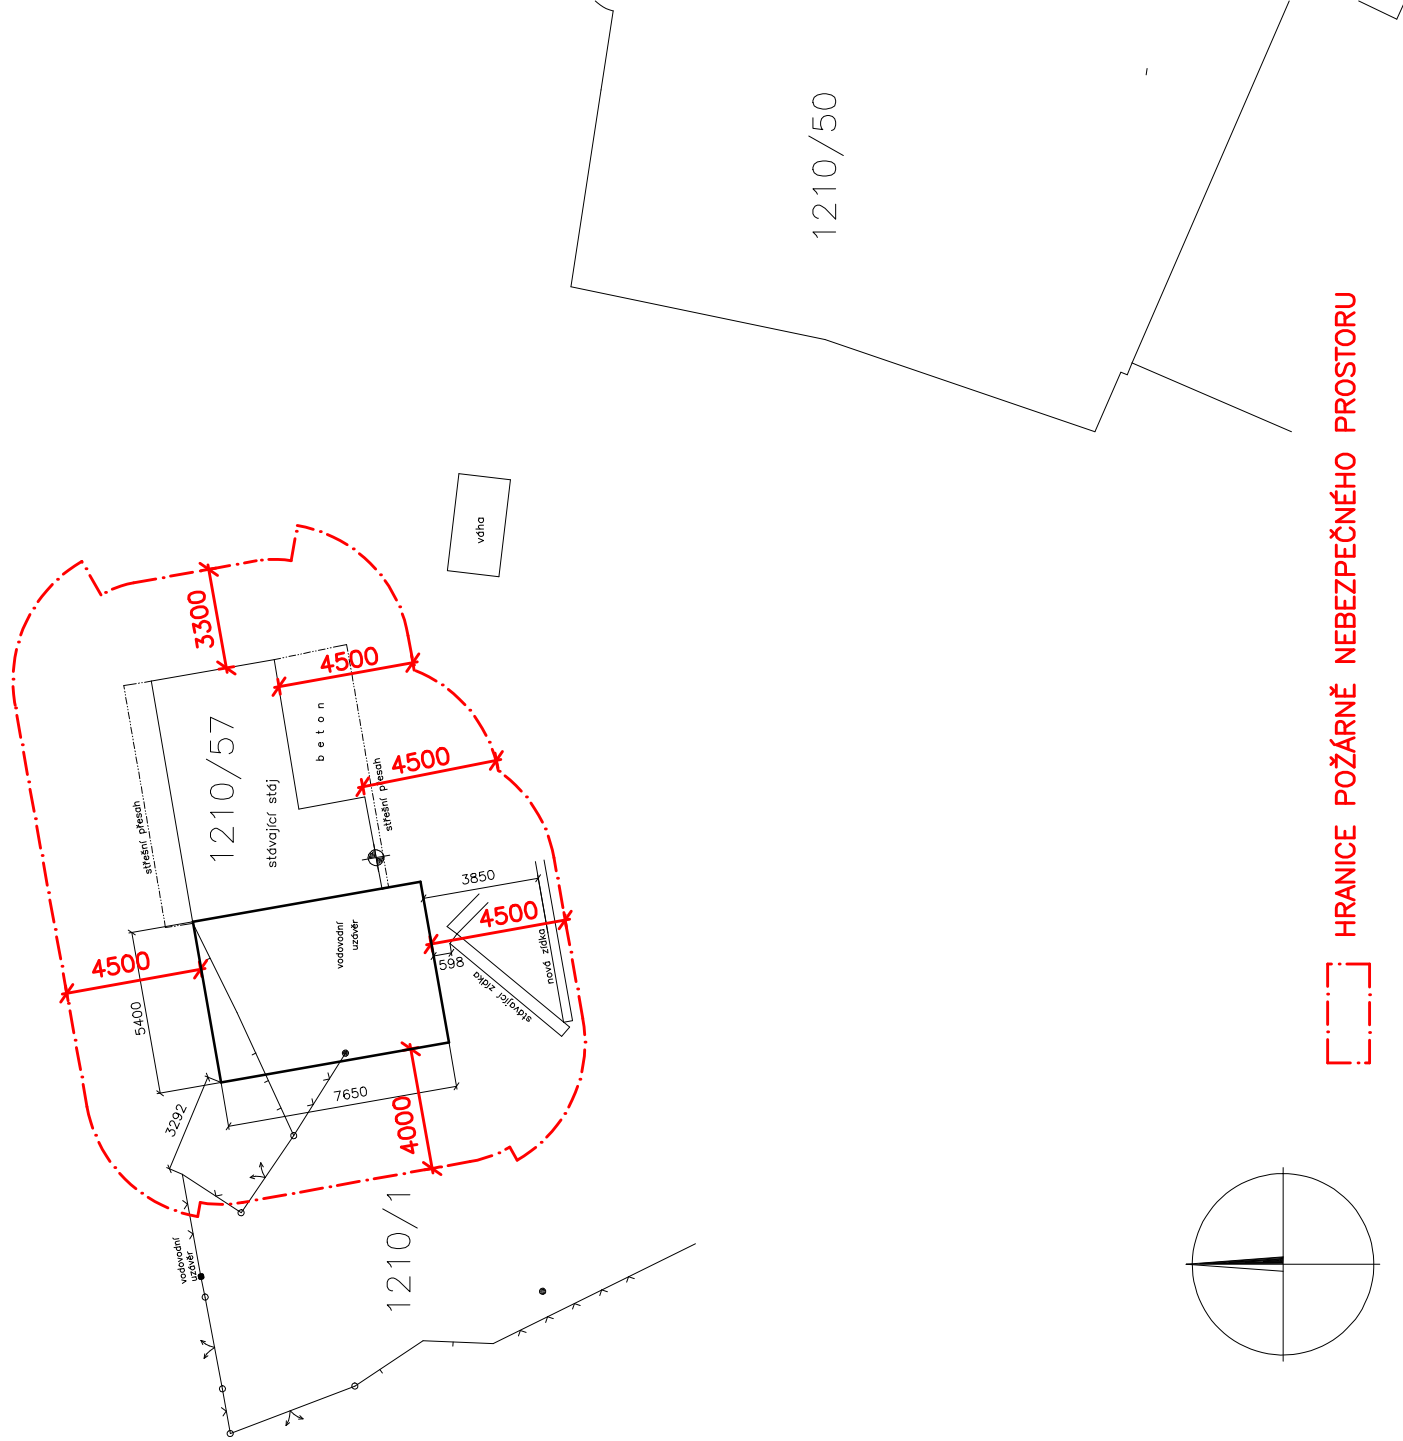 1210/50
HRANICE POŽÁRNĚ NEBEZPEČNÉHO PROSTORU
váha
3300
4500
beton
1210/57
stávající stáj
4500
střešní přesah
střešní přesah
3850
4500
vodovodní
uzávěr
598
nová zídka
stávající zídka
4500
5400
7650
3292
4000
1210/1
vodovodní
uzávěr